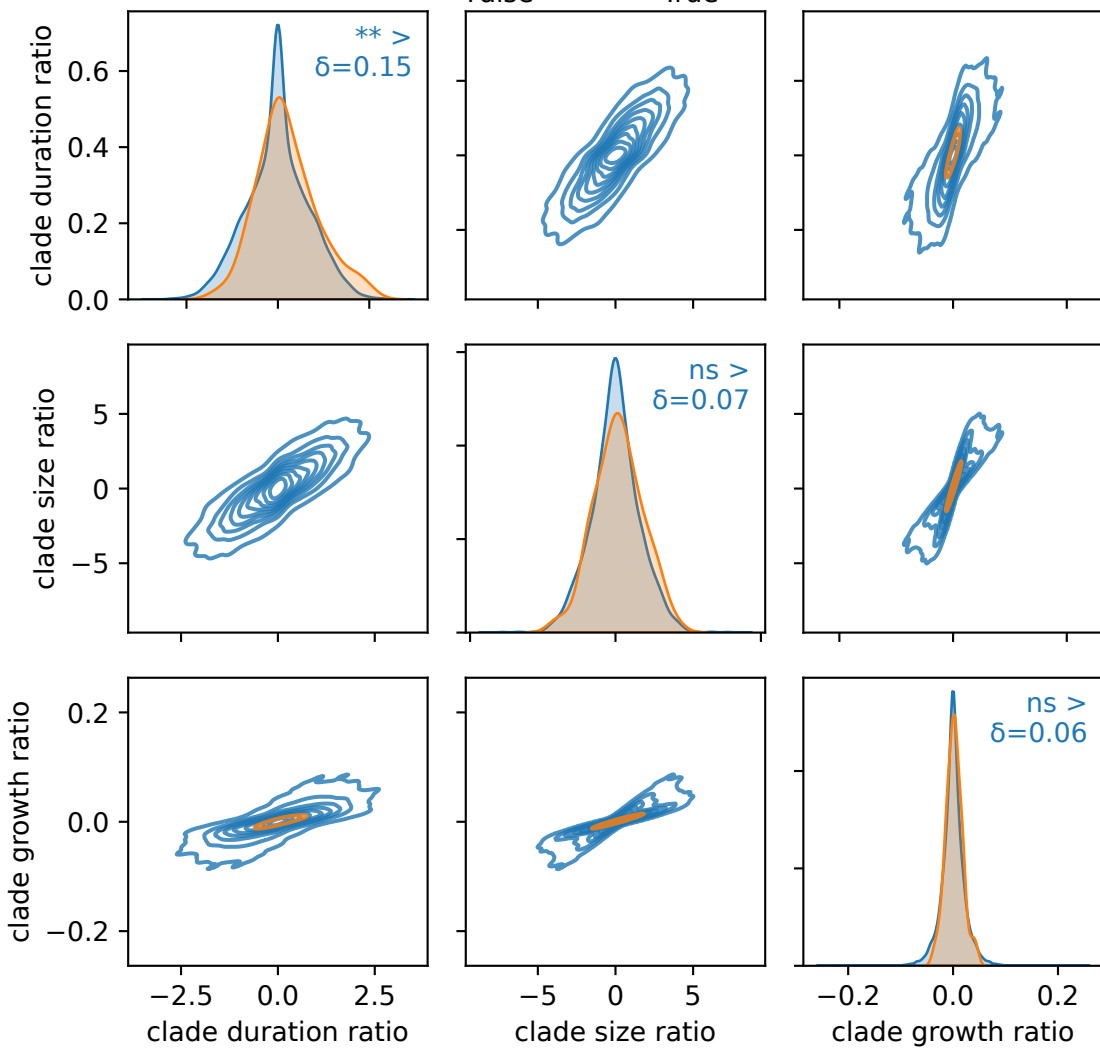 True
** >
δ=0.15
clade duration ratio
0.6
0.4
0.2
0.0
ns >
δ=0.07
clade size ratio
5
0
−5
ns >
δ=0.06
clade growth ratio
0.2
0.0
−0.2
−2.5 0.0 2.5
−5 0 5
−0.2 0.0 0.2
clade duration ratio
clade size ratio
clade growth ratio